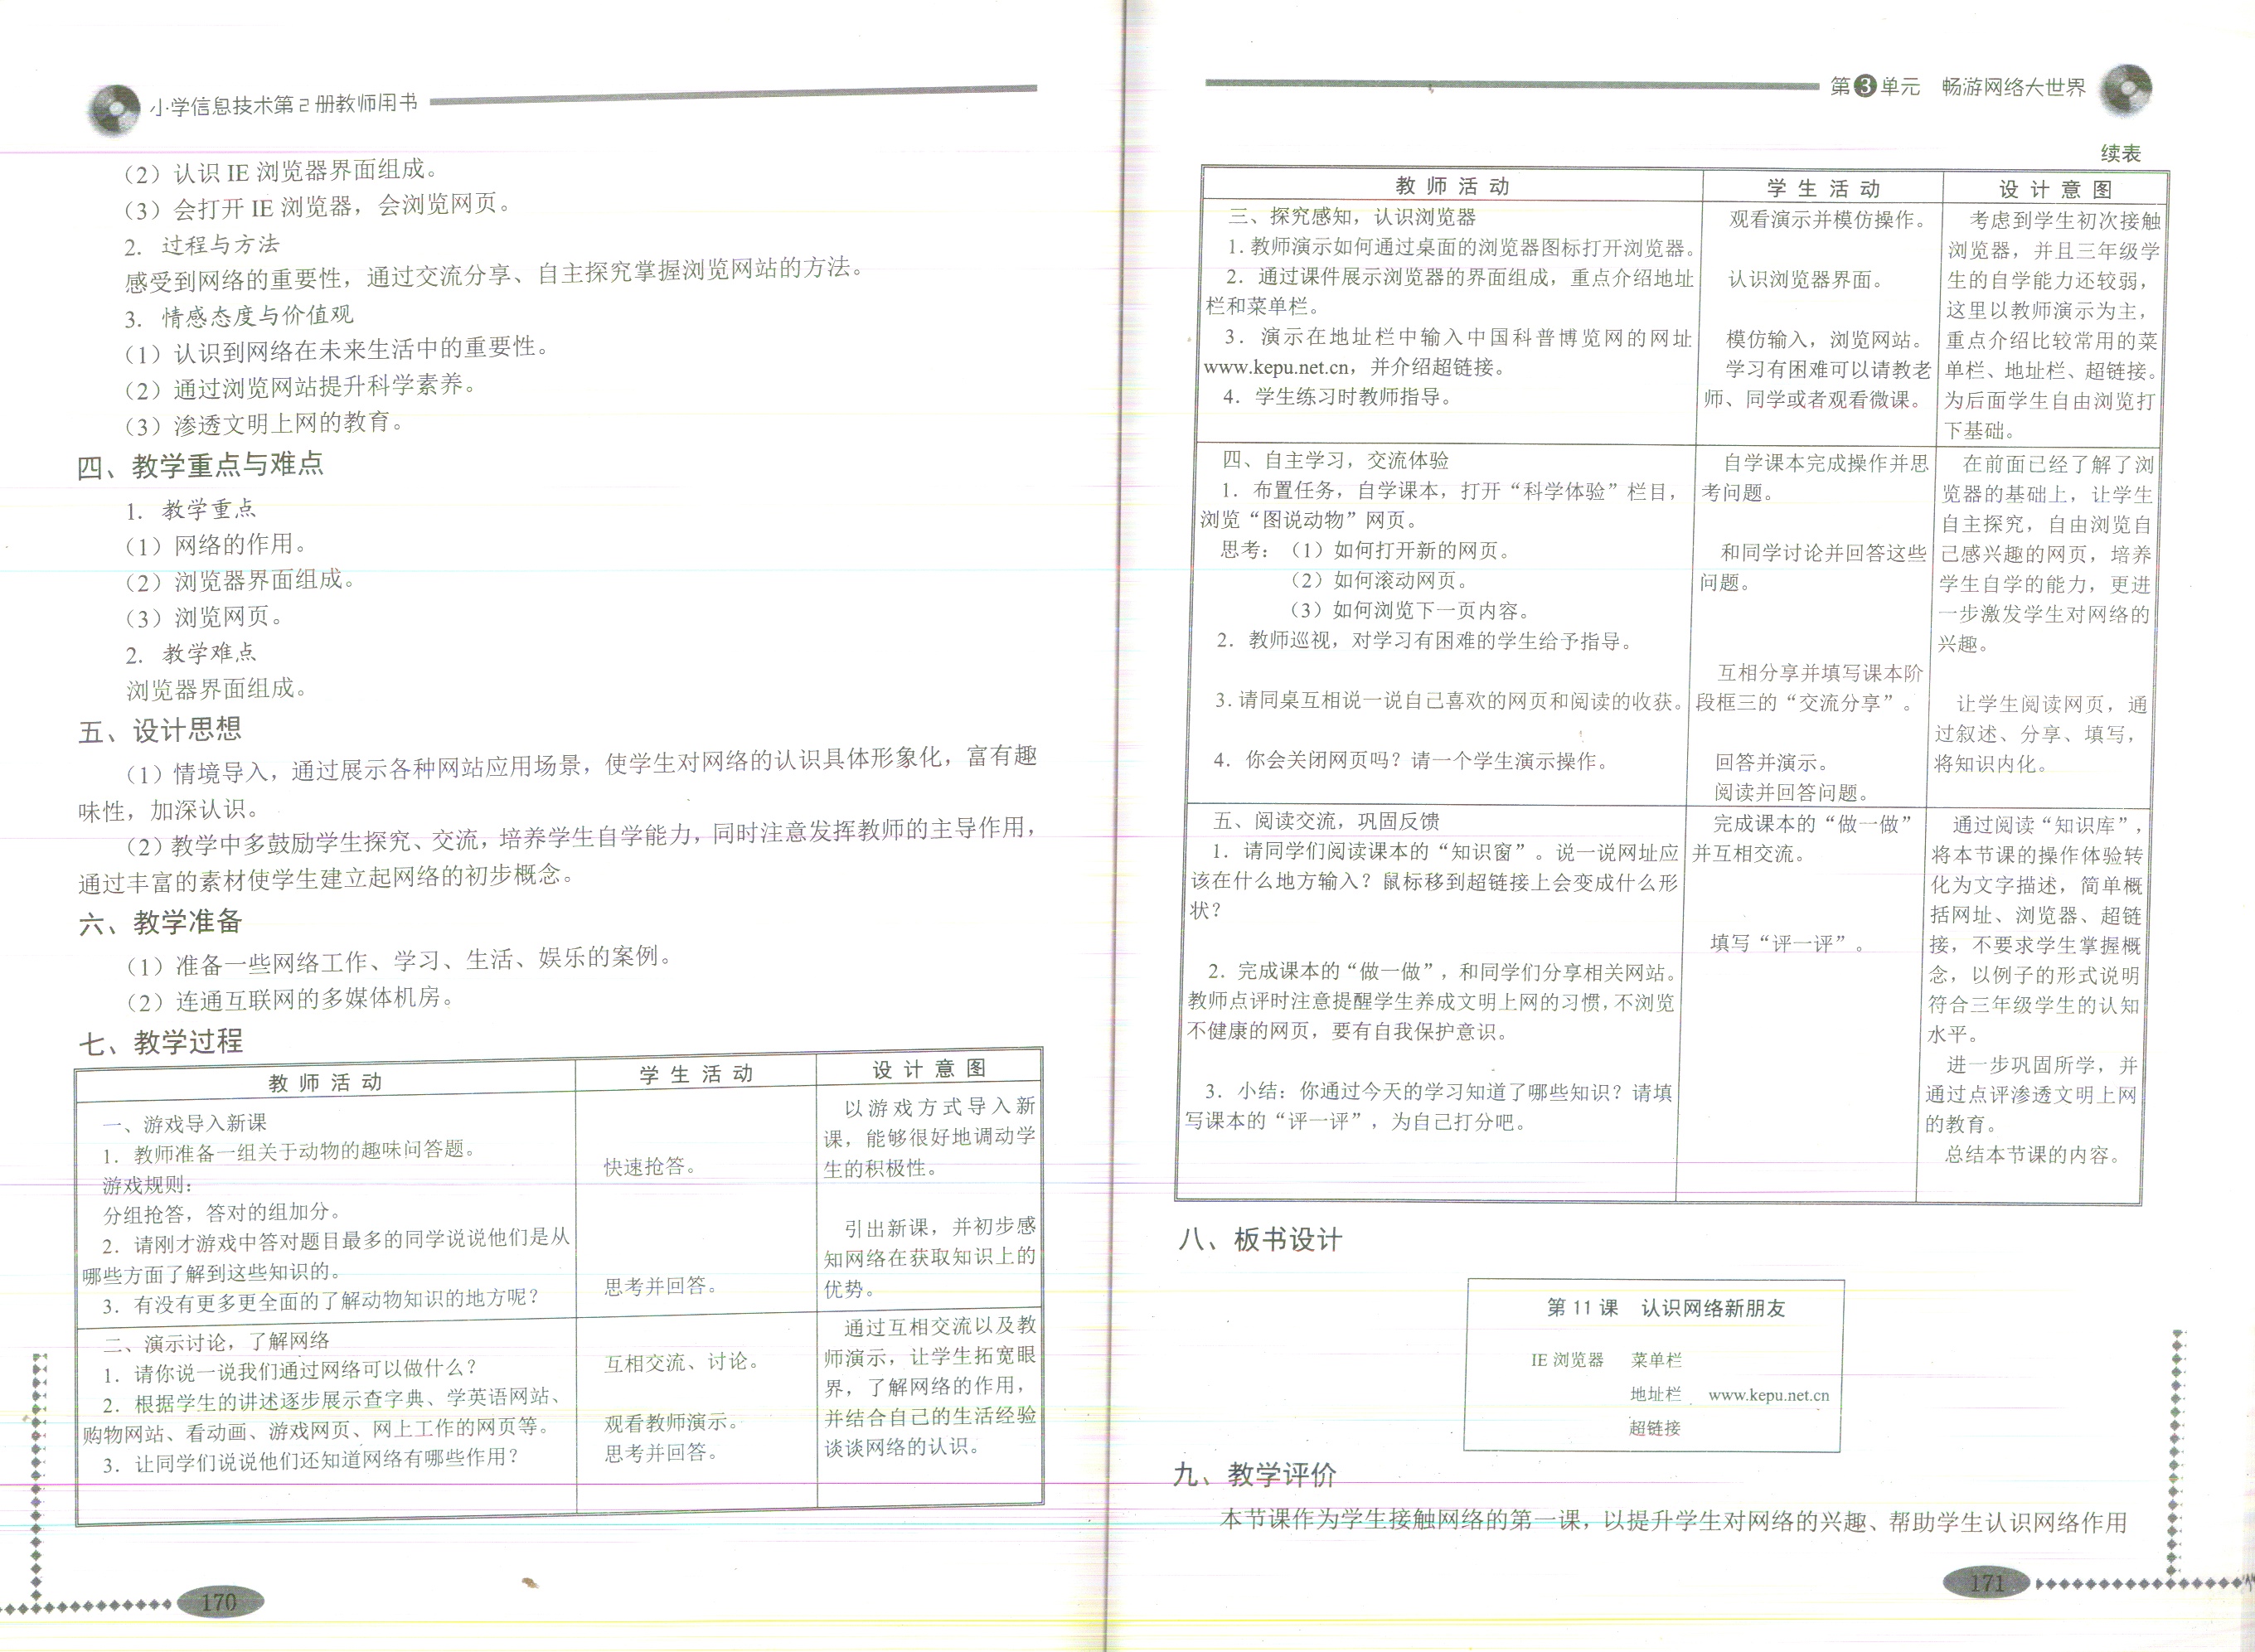 小学信息技术第2册教师用书
(2)认识 IE 浏览器界面组成。
(3)会打开 IE 浏览器，会浏览网页。
2. 过程与方法
感受到网络的重要性，通过交流分享、自主探究掌握浏览网站的方法。
3. 情感态度与价值观
(1)认识到网络在未来生活中的重要性。
(2)通过浏览网站提升科学素养。
(3)渗透文明上网的教育。
四、教学重点与难点
1. 教学重点
(1)网络的作用。
(2)浏览器界面组成。
(3)浏览网页。
2. 教学难点
浏览器界面组成。
五、设计思想
(1)情境导入，通过展示各种网站应用场景，使学生对网络的认识具体形象化，富有趣
味性，加深认识。
(2)教学中多鼓励学生探究、交流，培养学生自学能力，同时注意发挥教师的主导作用，
通过丰富的素材使学生建立起网络的初步概念。
六、教学准备
(1)准备一些网络工作、学习、生活、娱乐的案例。
(2)连通互联网的多媒体机房。
七、教学过程
教 师 活 动
学 生 活 动
设 计 意 图
一、游戏导入新课
1．教师准备一组关于动物的趣味问答题。
游戏规则：
分组抢答，答对的组加分。
2．请刚才游戏中答对题目最多的同学说说他们是从
哪些方面了解到这些知识的。
3．有没有更多更全面的了解动物知识的地方呢？
快速抢答。
思考并回答。
以游戏方式导入新
课，能够很好地调动学
生的积极性。
引出新课，并初步感
知网络在获取知识上的
优势。
二、演示讨论，了解网络
1．请你说一说我们通过网络可以做什么？
2．根据学生的讲述逐步展示查字典、学英语网站、
购物网站、看动画、游戏网页、网上工作的网页等。
3．让同学们说说他们还知道网络有哪些作用？
互相交流、讨论。
观看教师演示。
思考并回答。
通过互相交流以及教
师演示，让学生拓宽眼
界，了解网络的作用，
并结合自己的生活经验
谈谈网络的认识。
170
第3单元 畅游网络大世界
续表
教 师 活 动
学 生 活 动
设 计 意 图
三、探究感知，认识浏览器
1．教师演示如何通过桌面的浏览器图标打开浏览器。
2．通过课件展示浏览器的界面组成，重点介绍地址
栏和菜单栏。
3．演示在地址栏中输入中国科普博览网的网址
www.kepu.net.cn，并介绍超链接。
4．学生练习时教师指导。
观看演示并模仿操作。
认识浏览器界面。
模仿输入，浏览网站。
学习有困难可以请教老
师、同学或者观看微课。
考虑到学生初次接触
浏览器，并且三年级学
生的自学能力还较弱，
这里以教师演示为主，
重点介绍比较常用的菜
单栏、地址栏、超链接。
为后面学生自由浏览打
下基础。
四、自主学习，交流体验
1．布置任务，自学课本，打开“科学体验”栏目，
浏览“图说动物”网页。
思考：(1)如何打开新的网页。
(2)如何滚动网页。
(3)如何浏览下一页内容。
2．教师巡视，对学习有困难的学生给予指导。
3．请同桌互相说一说自己喜欢的网页和阅读的收获。
4．你会关闭网页吗？请一个学生演示操作。
自学课本完成操作并思
考问题。
和同学讨论并回答这些
问题。
互相分享并填写课本阶
段框三的“交流分享”。
回答并演示。
阅读并回答问题。
在前面已经了解了浏
览器的基础上，让学生
自主探究，自由浏览自
己感兴趣的网页，培养
学生自学的能力，更进
一步激发学生对网络的
兴趣。
让学生阅读网页，通
过叙述、分享、填写，
将知识内化。
五、阅读交流，巩固反馈
1．请同学们阅读课本的“知识窗”。说一说网址应
该在什么地方输入？鼠标移到超链接上会变成什么形
状？
2．完成课本的“做一做”，和同学们分享相关网站。
教师点评时注意提醒学生养成文明上网的习惯，不浏览
不健康的网页，要有自我保护意识。
3．小结：你通过今天的学习知道了哪些知识？请填
写课本的“评一评”，为自己打分吧。
完成课本的“做一做”
并互相交流。
填写“评一评”。
通过阅读“知识库”，
将本节课的操作体验转
化为文字描述，简单概
括网址、浏览器、超链
接，不要求学生掌握概
念，以例子的形式说明
符合三年级学生的认知
水平。
进一步巩固所学，并
通过点评渗透文明上网
的教育。
总结本节课的内容。
八、板书设计
第 11 课 认识网络新朋友
IE 浏览器 菜单栏
地址栏 www.kepu.net.cn
超链接
九、教学评价
本节课作为学生接触网络的第一课，以提升学生对网络的兴趣、帮助学生认识网络作用
171